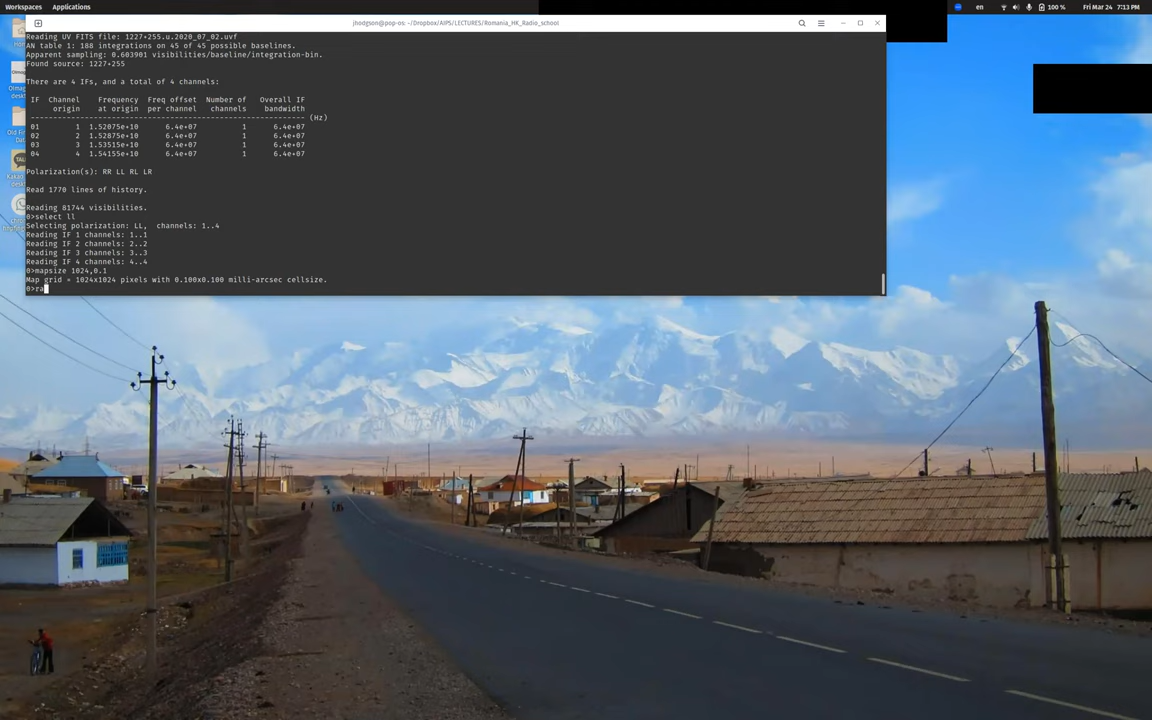 Workspaces Applications
en
100 %
Fri Mar 24 7:13 PM
jhodgson@pop-os: ~/Dropbox/AIPS/LECTURES/Romania_HK_Radio_school
Reading UV FITS file: 1227+255.u.2020_07_02.uvf
AN table 1: 188 integrations on 45 of 45 possible baselines.
Apparent sampling: 0.603901 visibilities/baseline/integration-bin.
Found source: 1227+255
There are 4 IFs, and a total of 4 channels:
IF Channel Frequency Freq offset Number of Overall IF
origin at origin per channel channels bandwidth
------------------------------------------------------------- (Hz)
01 1 1.52075e+10 6.4e+07 1 6.4e+07
02 2 1.52875e+10 6.4e+07 1 6.4e+07
03 3 1.53515e+10 6.4e+07 1 6.4e+07
04 4 1.54155e+10 6.4e+07 1 6.4e+07
Polarization(s): RR LL RL LR
Read 1770 lines of history.
Reading 81744 visibilities.
0>select ll
Selecting polarization: LL, channels: 1..4
Reading IF 1 channels: 1..1
Reading IF 2 channels: 2..2
Reading IF 3 channels: 3..3
Reading IF 4 channels: 4..4
0>mapsize 1024,0.1
Map grid = 1024x1024 pixels with 0.100x0.100 milli-arcsec cellsize.
0>ra